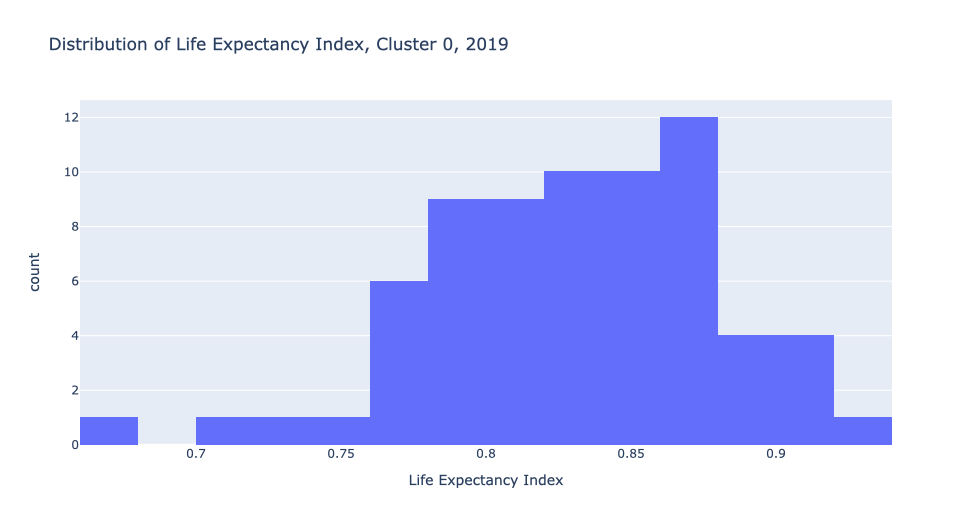 Distribution of Life Expectancy Index, Cluster 0, 2019
12
10
8
6
4
2
0
count
0.7 0.75 0.8 0.85 0.9
Life Expectancy Index